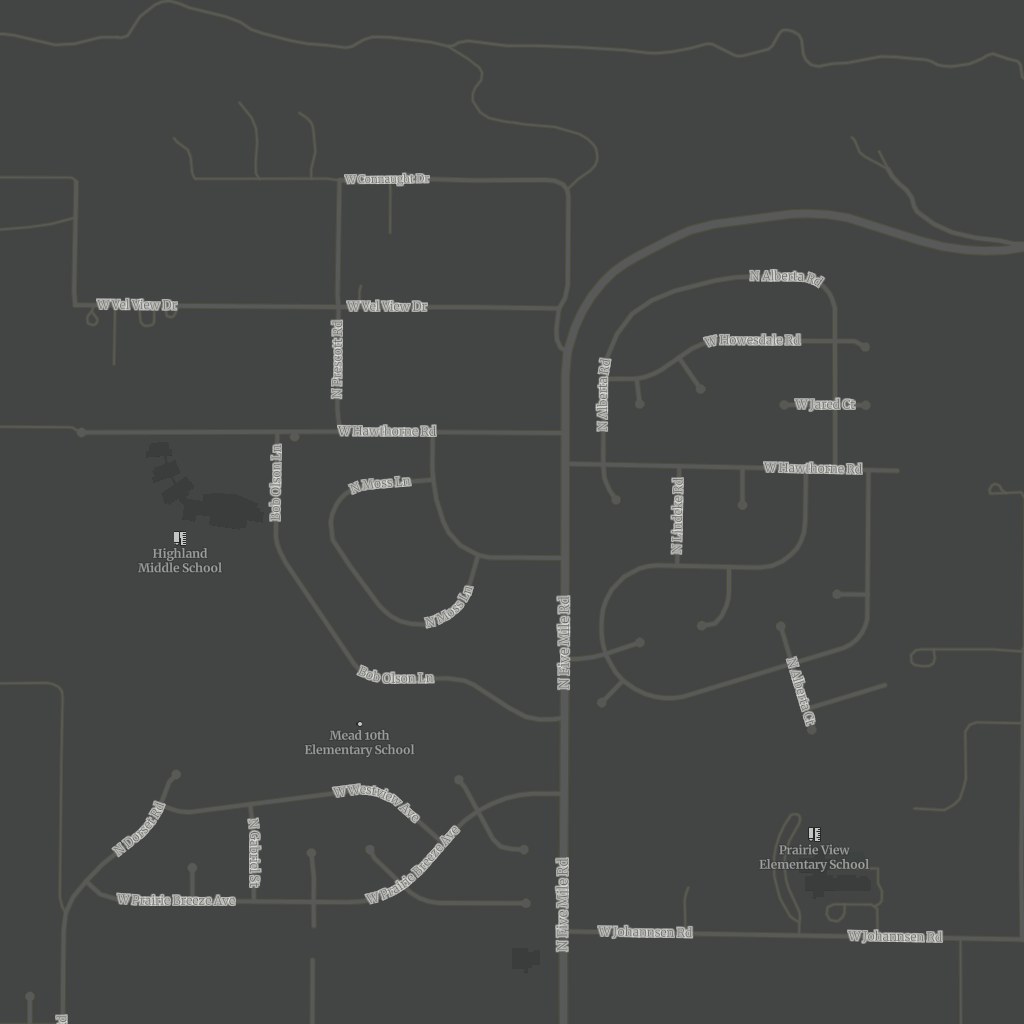 W Connaught Dr
N Alberta Rd
W Vel View Dr
W Vel View Dr
N Prescott Rd
W Howesdale Rd
N Alberta Rd
W Jared Ct
W Hawthorne Rd
W Hawthorne Rd
Bob Olson Ln
N Moss Ln
N Lindeke Rd
Highland
Middle School
N Moss Ln
N Five Mile Rd
Bob Olson Ln
N Alberta Ct
Mead 10th
Elementary School
W Westview Ave
N Dorset Rd
N Gabriel St
W Prairie Breeze Ave
Prairie View
Elementary School
W Prairie Breeze Ave
N Five Mile Rd
W Johannsen Rd
W Johannsen Rd
Rd